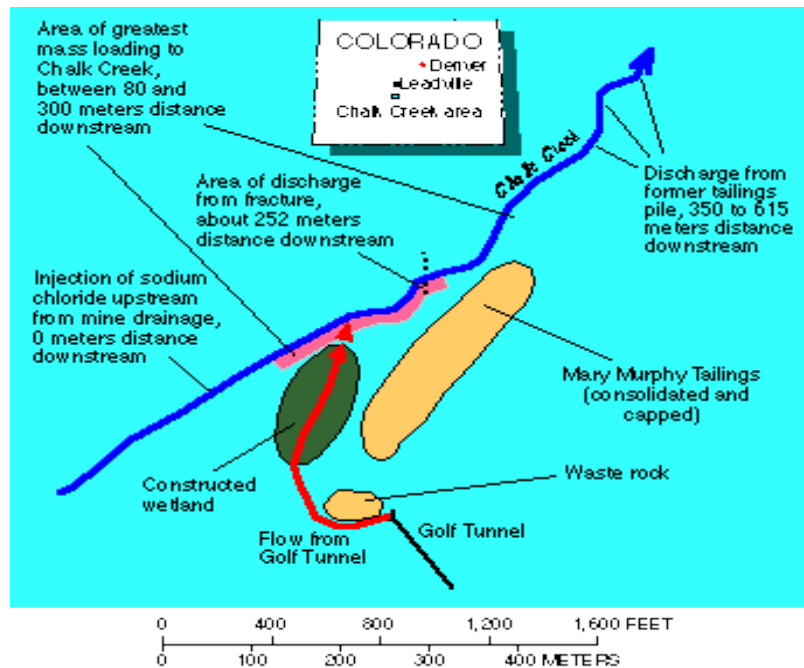 Area of greatest
mass loading to
Chalk Creek,
between 80 and
300 meters distance
downstream
COLORADO
Denver
Leadville
Chalk Creek area
Chalk Creek
Discharge from
former tailings
pile, 350 to 615
meters distance
downstream
Area of discharge
from fracture,
about 252 meters
distance downstream
Injection of sodium
chloride upstream
from mine drainage,
0 meters distance
downstream
Mary Murphy Tailings
(consolidated and
capped)
Waste rock
Constructed
wetland
Golf Tunnel
Flow from
Golf Tunnel
0 400 800 1,200 1,600 FEET
0 100 200 300 400 METERS